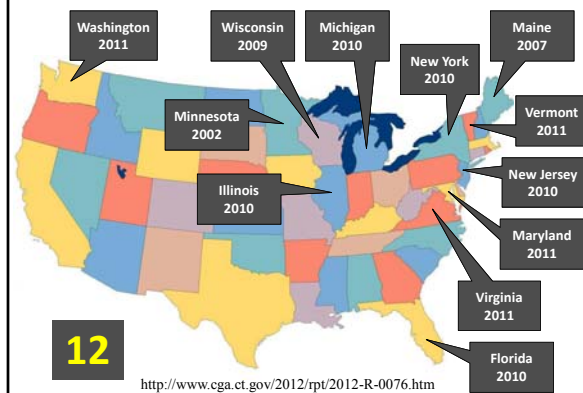 Washington
2011
Wisconsin
2009
Michigan
2010
Maine
2007
New York
2010
Minnesota
2002
Vermont
2011
Illinois
2010
New Jersey
2010
Maryland
2011
Virginia
2011
Florida
2010
12
http://www.cga.ct.gov/2012/rpt/2012-R-0076.htm